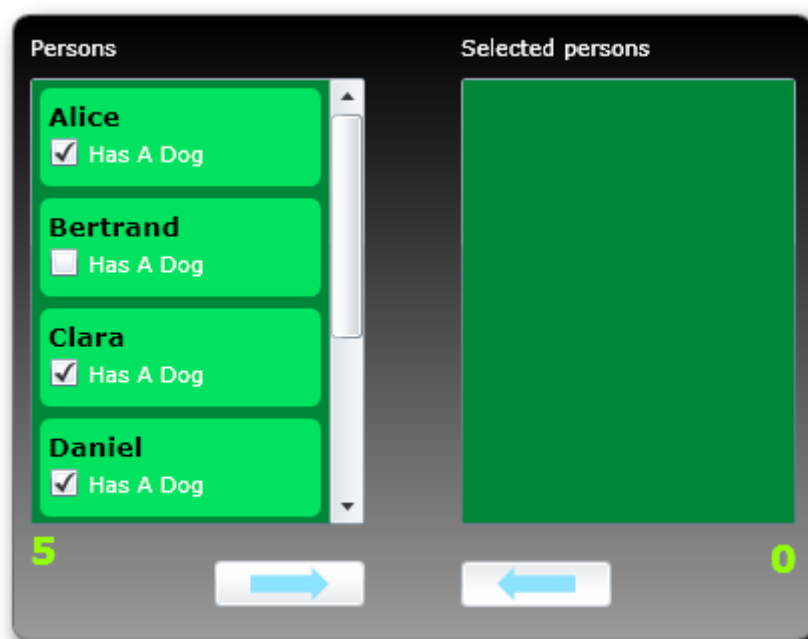 Persons
Selected persons
Alice
Has A Dog
Bertrand
Has A Dog
Clara
Has A Dog
Daniel
Has A Dog
5
0